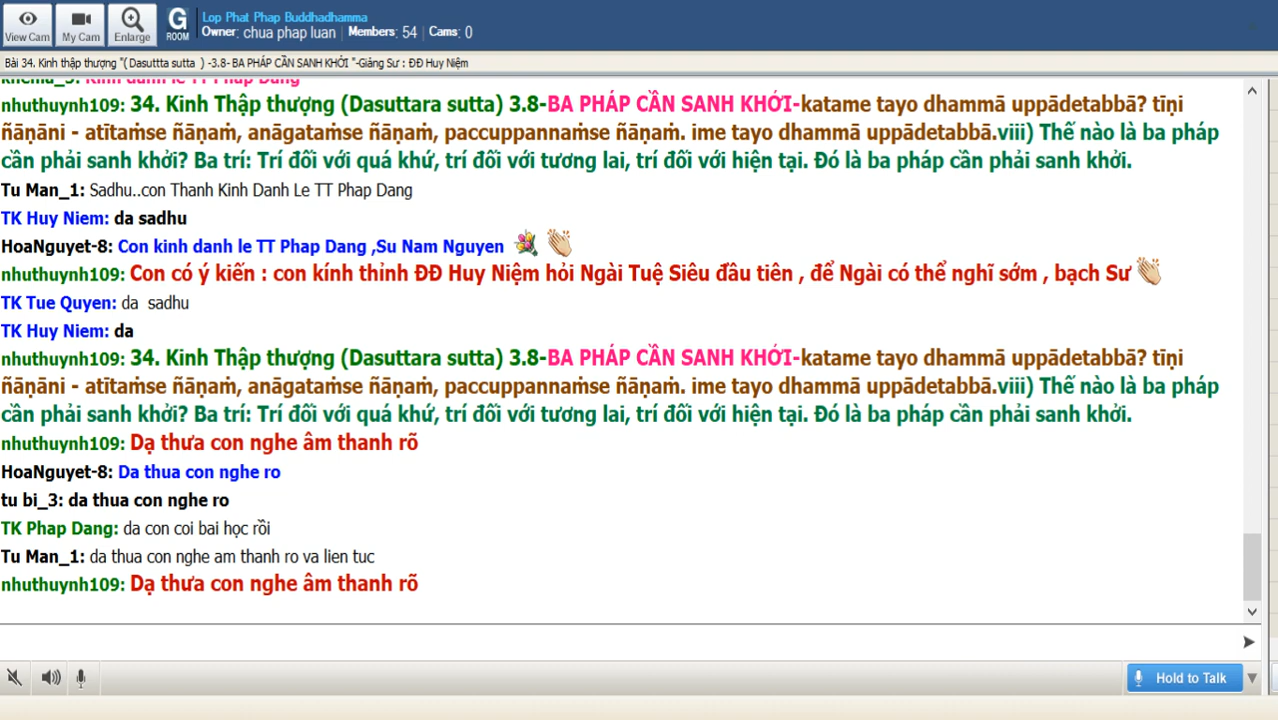 Lop Phat Phap Buddhadhamma
G ROOM Owner: chua pháp luan | Members: 54 | Cams: 0
View Cam My Cam Enlarge
Bài 34. Kinh thập thượng "( Dasuttta sutta ) -3.8- BA PHÁP CẦN SANH KHỞI "-Giảng Sư : ĐĐ Huy Niệm
khema_3: Kinh danh le TT Phap Dang
nhuthuynh109: 34. Kinh Thập thượng (Dasuttara sutta) 3.8-BA PHÁP CẦN SANH KHỞI-katame tayo dhammā uppādetabbā? tīṇi
ñāṇāni - atītaṁse ñāṇaṁ, anāgataṁse ñāṇaṁ, paccuppannaṁse ñāṇaṁ. ime tayo dhammā uppādetabbā.viii) Thế nào là ba pháp
cần phải sanh khởi? Ba trí: Trí đối với quá khứ, trí đối với tương lai, trí đối với hiện tại. Đó là ba pháp cần phải sanh khởi.
Tu Man_1: Sadhu..con Thanh Kinh Danh Le TT Phap Dang
TK Huy Niem: da sadhu
HoaNguyet-8: Con kinh danh le TT Phap Dang ,Su Nam Nguyen
nhuthuynh109: Con có ý kiến : con kính thỉnh ĐĐ Huy Niệm hỏi Ngài Tuệ Siêu đầu tiên , để Ngài có thể nghĩ sớm , bạch Sư
TK Tue Quyen: da sadhu
TK Huy Niem: da
nhuthuynh109: 34. Kinh Thập thượng (Dasuttara sutta) 3.8-BA PHÁP CẦN SANH KHỞI-katame tayo dhammā uppādetabbā? tīṇi
ñāṇāni - atītaṁse ñāṇaṁ, anāgataṁse ñāṇaṁ, paccuppannaṁse ñāṇaṁ. ime tayo dhammā uppādetabbā.viii) Thế nào là ba pháp
cần phải sanh khởi? Ba trí: Trí đối với quá khứ, trí đối với tương lai, trí đối với hiện tại. Đó là ba pháp cần phải sanh khởi.
nhuthuynh109: Dạ thưa con nghe âm thanh rõ
HoaNguyet-8: Da thua con nghe ro
tu bi_3: da thua con nghe ro
TK Phap Dang: da con coi bai học rồi
Tu Man_1: da thua con nghe am thanh ro va lien tuc
nhuthuynh109: Dạ thưa con nghe âm thanh rõ
Hold to Talk